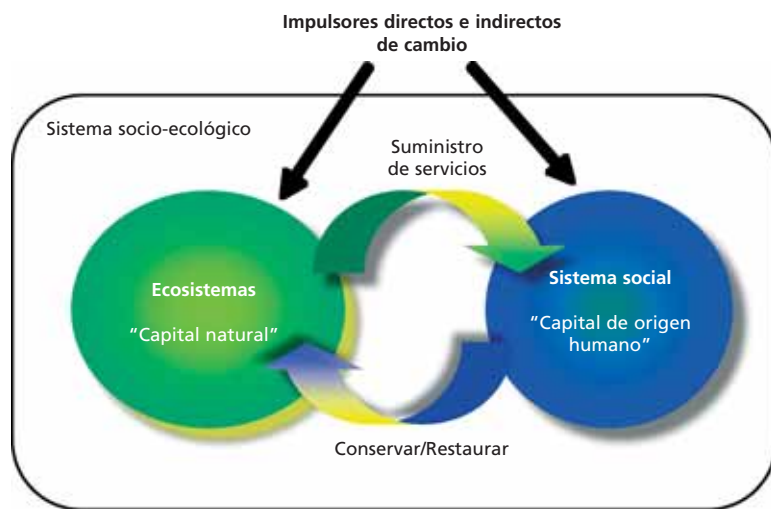 Impulsores directos e indirectos
de cambio
Sistema socio-ecológico
Suministro
de servicios
Ecosistemas
“Capital natural”
Sistema social
“Capital de origen
humano”
Conservar/Restaurar